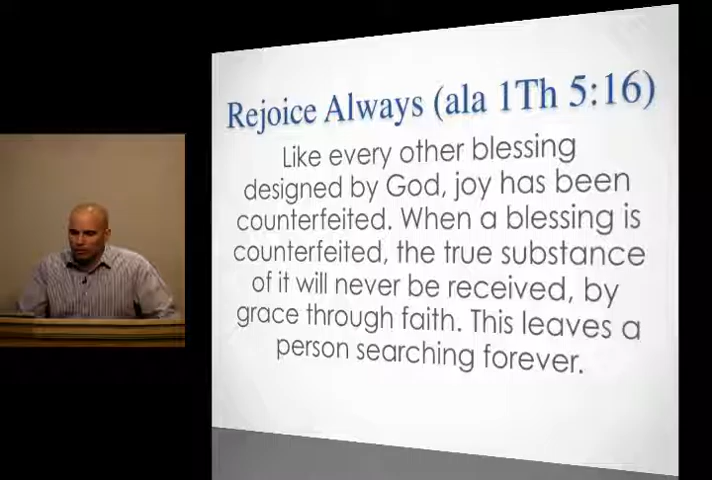 Rejoice Always (ala 1Th 5:16)
Like every other blessing
designed by God, joy has been
counterfeited. When a blessing is
counterfeited, the true substance
of it will never be received, by
grace through faith. This leaves a
person searching forever.